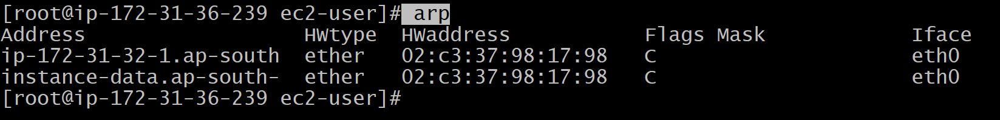 [root@ip-172-31-36-239 ec2-user]# arp
Address                  HWtype  HWaddress           Flags Mask            Iface
ip-172-31-32-1.ap-south  ether   02:c3:37:98:17:98   C                     eth0
instance-data.ap-south-  ether   02:c3:37:98:17:98   C                     eth0
[root@ip-172-31-36-239 ec2-user]#